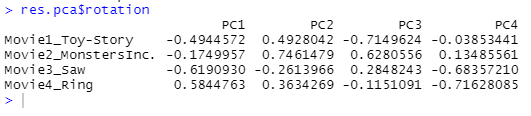 > res.pca$rotation
PC1 PC2 PC3 PC4
Movie1_Toy-Story -0.4944572 0.4928042 -0.7149624 -0.03853441
Movie2_MonstersInc. -0.1749957 0.7461479 0.6280556 0.13485561
Movie3_Saw -0.6190930 -0.2613966 0.2848243 -0.68357210
Movie4_Ring 0.5844763 0.3634269 -0.1151091 -0.71628085
>